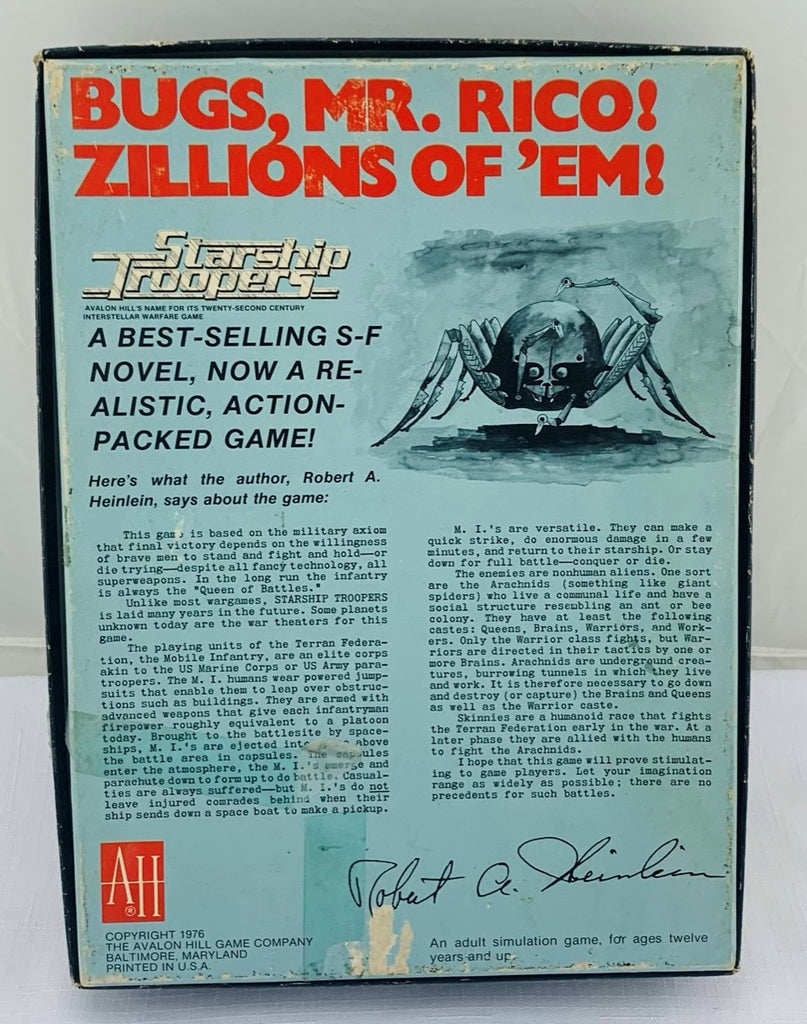 BUGS, MR. RICO!
ZILLIONS OF 'EM!
Starship
Troopers
AVALON HILL'S NAME FOR ITS TWENTY-SECOND CENTURY
INTERSTELLAR WARFARE GAME
A BEST-SELLING S-F
NOVEL, NOW A RE-
ALISTIC, ACTION-
PACKED GAME!
Here's what the author, Robert A.
Heinlein, says about the game:
This game is based on the military axiom
that final victory depends on the willingness
of brave men to stand and fight and hold—or
die trying—despite all fancy technology, all
superweapons. In the long run the infantry
is always the "Queen of Battles."
Unlike most wargames, STARSHIP TROOPERS
is laid many years in the future. Some planets
unknown today are the war theaters for this
game.
The playing units of the Terran Federa-
tion, the Mobile Infantry, are an elite corps
akin to the US Marine Corps or US Army para-
troopers. The M. I. humans wear powered jump-
suits that enable them to leap over obstruc-
tions such as buildings. They are armed with
advanced weapons that give each infantryman
firepower roughly equivalent to a platoon
today. Brought to the battlesite by space-
ships, M. I.'s are ejected into above
the battle area in capsules. The capsules
enter the atmosphere, the M. I.'s emerge and
parachute down to form up to do battle. Casual-
ties are always suffered—but M. I.'s do not
leave injured comrades behind when their
ship sends down a space boat to make a pickup.
M. I.'s are versatile. They can make a
quick strike, do enormous damage in a few
minutes, and return to their starship. Or stay
down for full battle—conquer or die.
The enemies are nonhuman aliens. One sort
are the Arachnids (something like giant
spiders) who live a communal life and have a
social structure resembling an ant or bee
colony. They have at least the following
castes: Queens, Brains, Warriors, and Work-
ers. Only the Warrior class fights, but War-
riors are directed in their tactics by one or
more Brains. Arachnids are underground crea-
tures, burrowing tunnels in which they live
and work. It is therefore necessary to go down
and destroy (or capture) the Brains and Queens
as well as the Warrior caste.
Skinnies are a humanoid race that fights
the Terran Federation early in the war. At a
later phase they are allied with the humans
to fight the Arachnids.
I hope that this game will prove stimulat-
ing to game players. Let your imagination
range as widely as possible; there are no
precedents for such battles.
Robert A. Heinlein
AH
®
COPYRIGHT 1976
THE AVALON HILL GAME COMPANY
BALTIMORE, MARYLAND
PRINTED IN U.S.A.
An adult simulation game, for ages twelve
years and up.